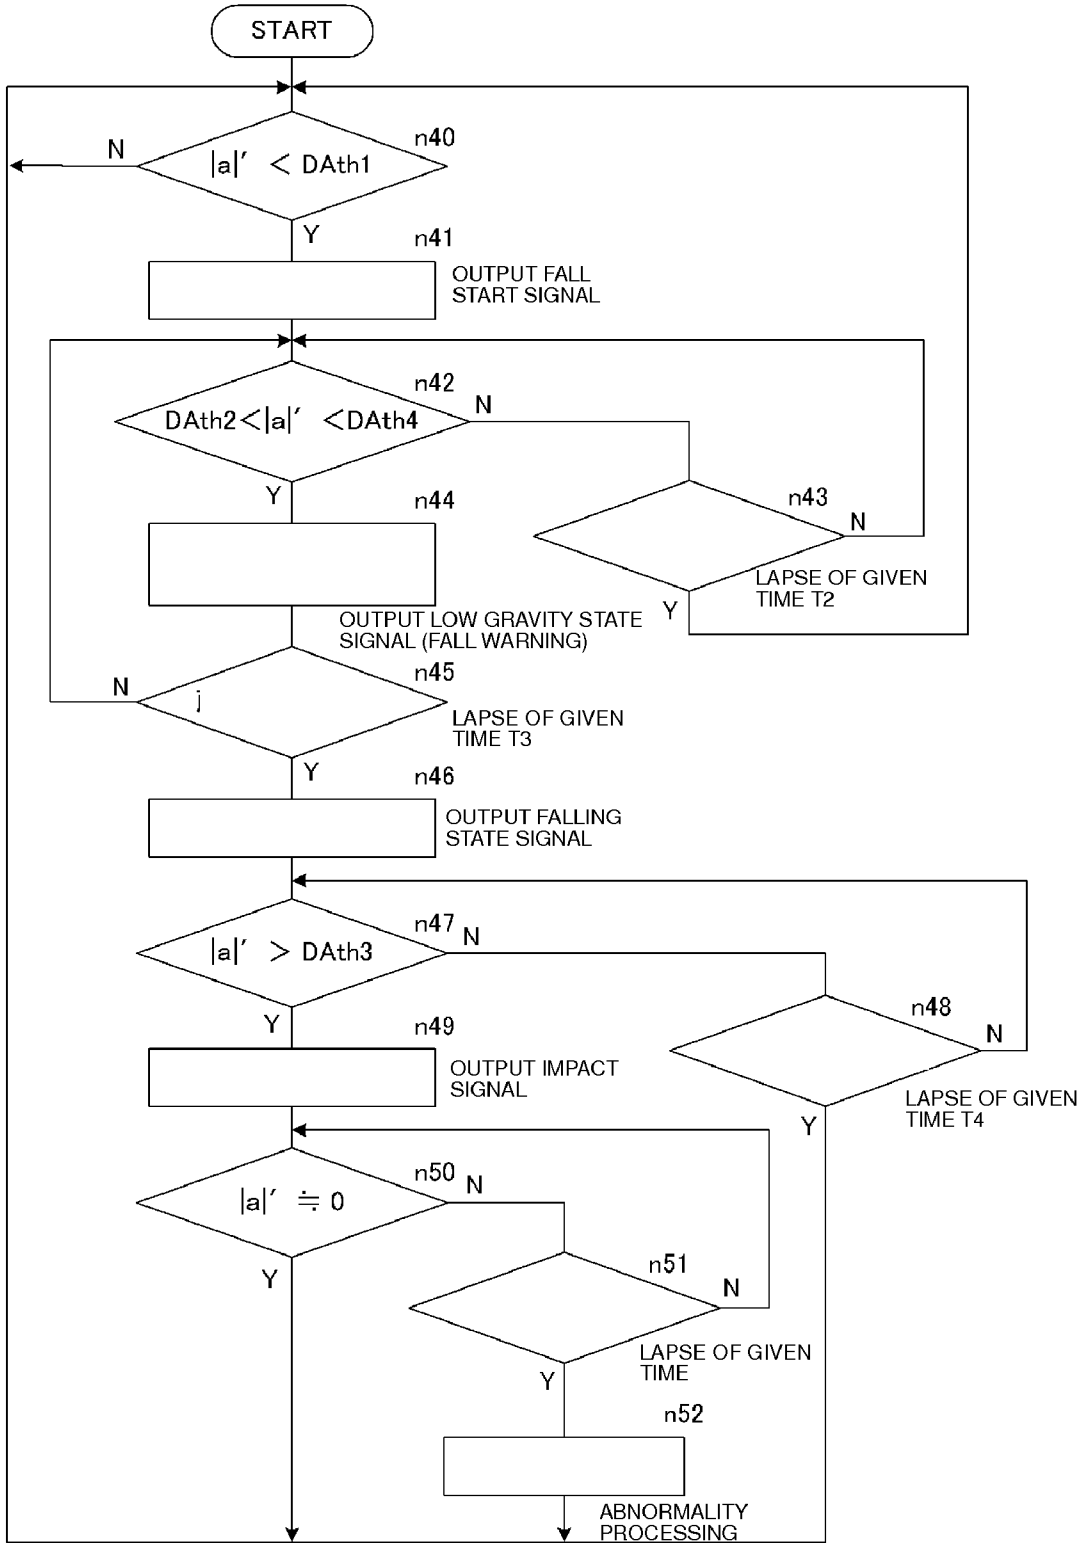 START
n40
N
|a|′ < DAth1
Y
n41
OUTPUT FALL
START SIGNAL
n42
N
DAth2<|a|′ <DAth4
Y
n44
n43
N
LAPSE OF GIVEN
TIME T2
Y
OUTPUT LOW GRAVITY STATE
SIGNAL (FALL WARNING)
n45
N
j
LAPSE OF GIVEN
TIME T3
Y
n46
OUTPUT FALLING
STATE SIGNAL
n47
N
|a|′ > DAth3
Y
n48
N
n49
OUTPUT IMPACT
SIGNAL
LAPSE OF GIVEN
TIME T4
Y
n50
N
|a|′ ≒ 0
Y
n51
N
LAPSE OF GIVEN
TIME
Y
n52
ABNORMALITY
PROCESSING